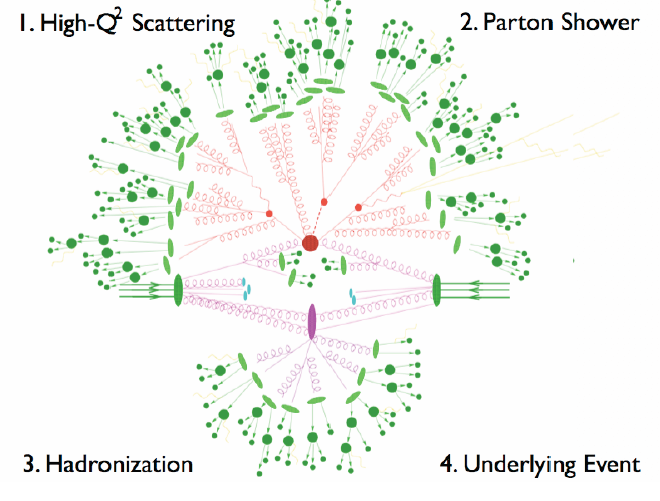 1. High-Q² Scattering
2. Parton Shower
3. Hadronization
4. Underlying Event